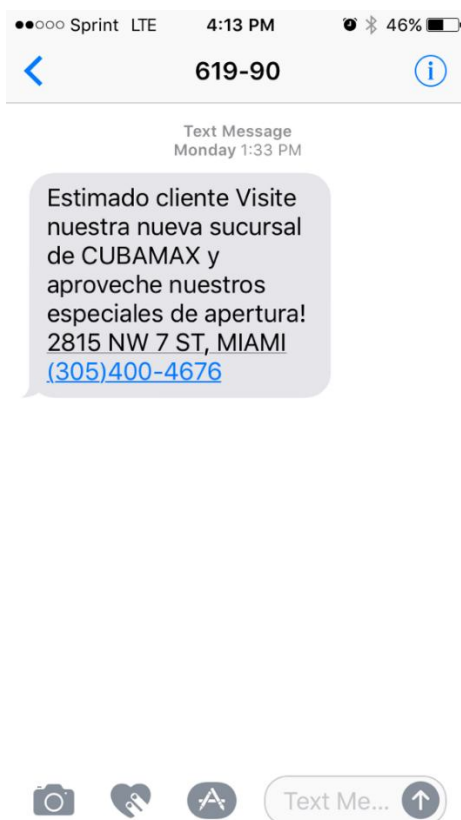 ●●○○○ Sprint LTE 4:13 PM 46%
619-90
Text Message
Monday 1:33 PM
Estimado cliente Visite
nuestra nueva sucursal
de CUBAMAX y
aproveche nuestros
especiales de apertura!
2815 NW 7 ST, MIAMI
(305)400-4676
Text Me...